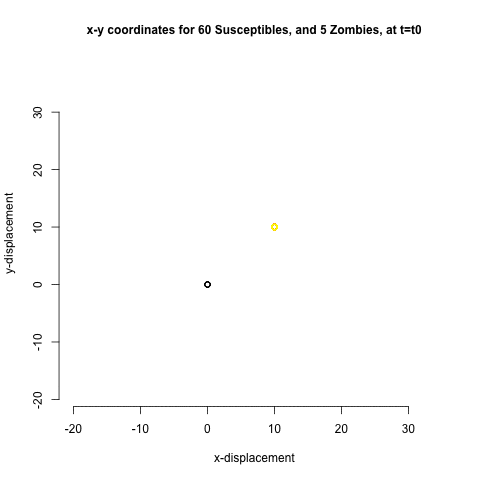 x-y coordinates for 60 Susceptibles, and 5 Zombies, at t=t0
30
20
10
0
-10
-20
y-displacement
-20 -10 0 10 20 30
x-displacement